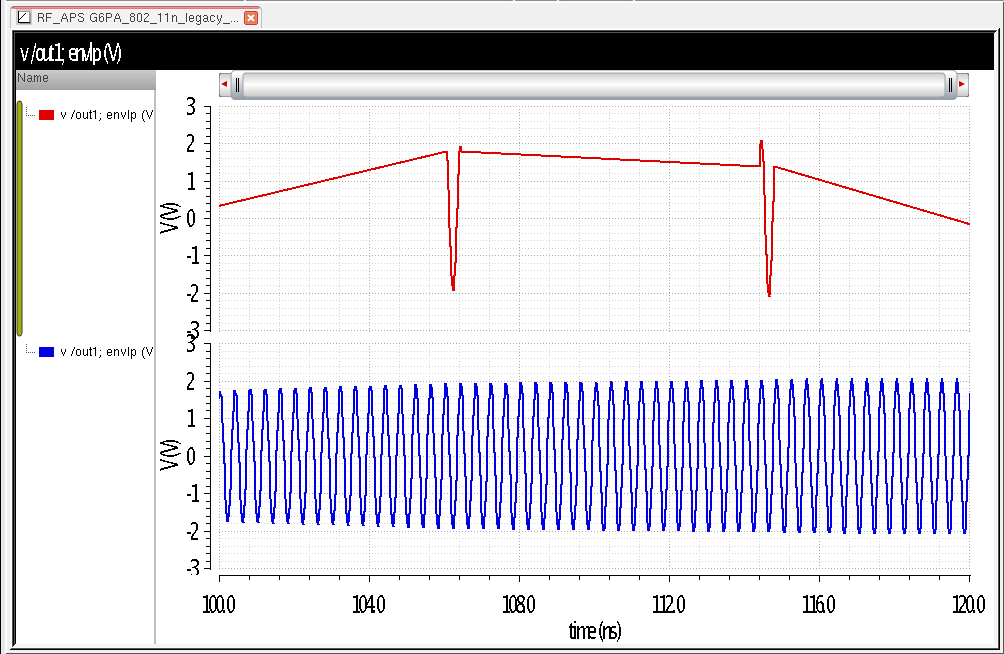 RF_APS G6PA_802_11n_legacy_...
v /out1; envlp (V)
Name
v /out1; envlp (V
v /out1; envlp (V
V (V)
3
2
1
0
-1
-2
-3
V (V)
3
2
1
0
-1
-2
-3
100.0 104.0 108.0 112.0 116.0 120.0
time (ns)